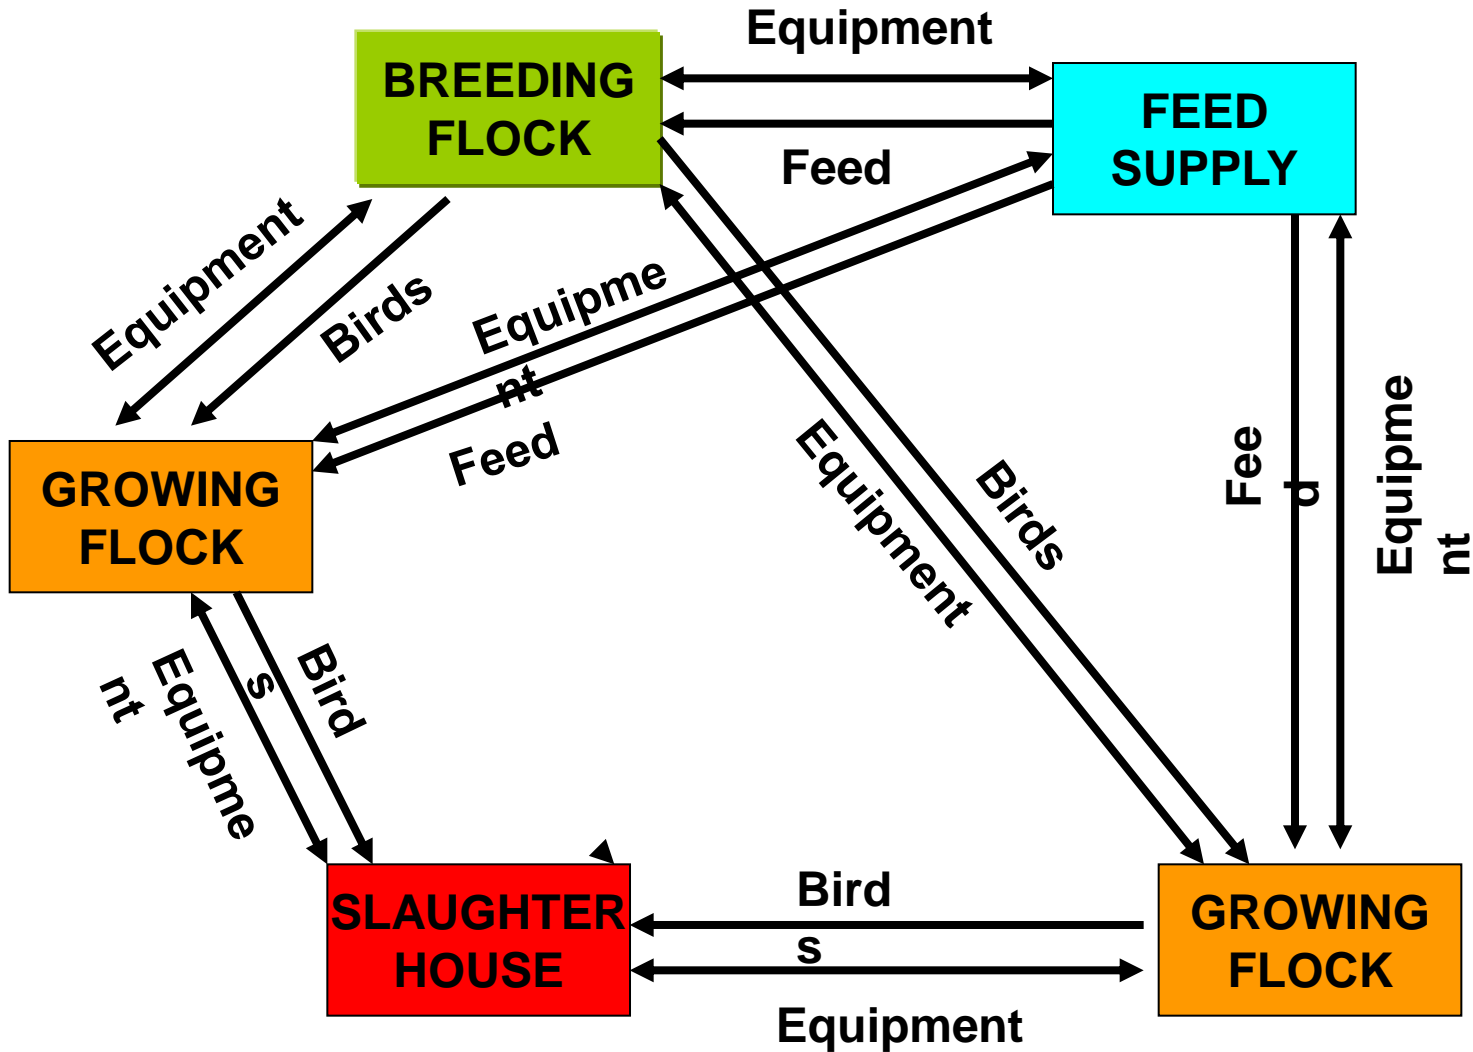 Equipment
BREEDING
FLOCK
FEED
SUPPLY
Feed
Equipment
Birds
Equipme
nt
Feed
GROWING
FLOCK
Equipment
Birds
Fee
d
Equipme
nt
Equipme
nt
Bird
s
SLAUGHTER
HOUSE
Bird
s
Equipment
GROWING
FLOCK